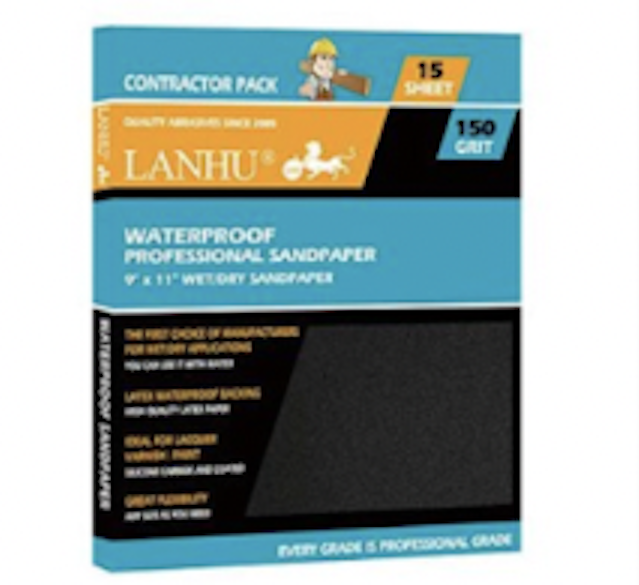 CONTRACTOR PACK
15
SHEET
QUALITY ABRASIVES SINCE 2005
150
GRIT
LANHU®
LANHU®
WATERPROOF
PROFESSIONAL SANDPAPER
9" x 11" WET/DRY SANDPAPER
THE FIRST CHOICE OF MANUFACTURERS
FOR WET/DRY APPLICATIONS
YOU CAN USE IT WITH WATER
LATEX WATERPROOF BACKING
HIGH QUALITY LATEX PAPER
IDEAL FOR LACQUER
VARNISH PAINT
SILICONE CARBIDE AND COATED
GREAT FLEXIBILITY
ANY SIZE AS YOU NEED
WATERPROOF SANDPAPER
EVERY GRADE IS PROFESSIONAL GRADE